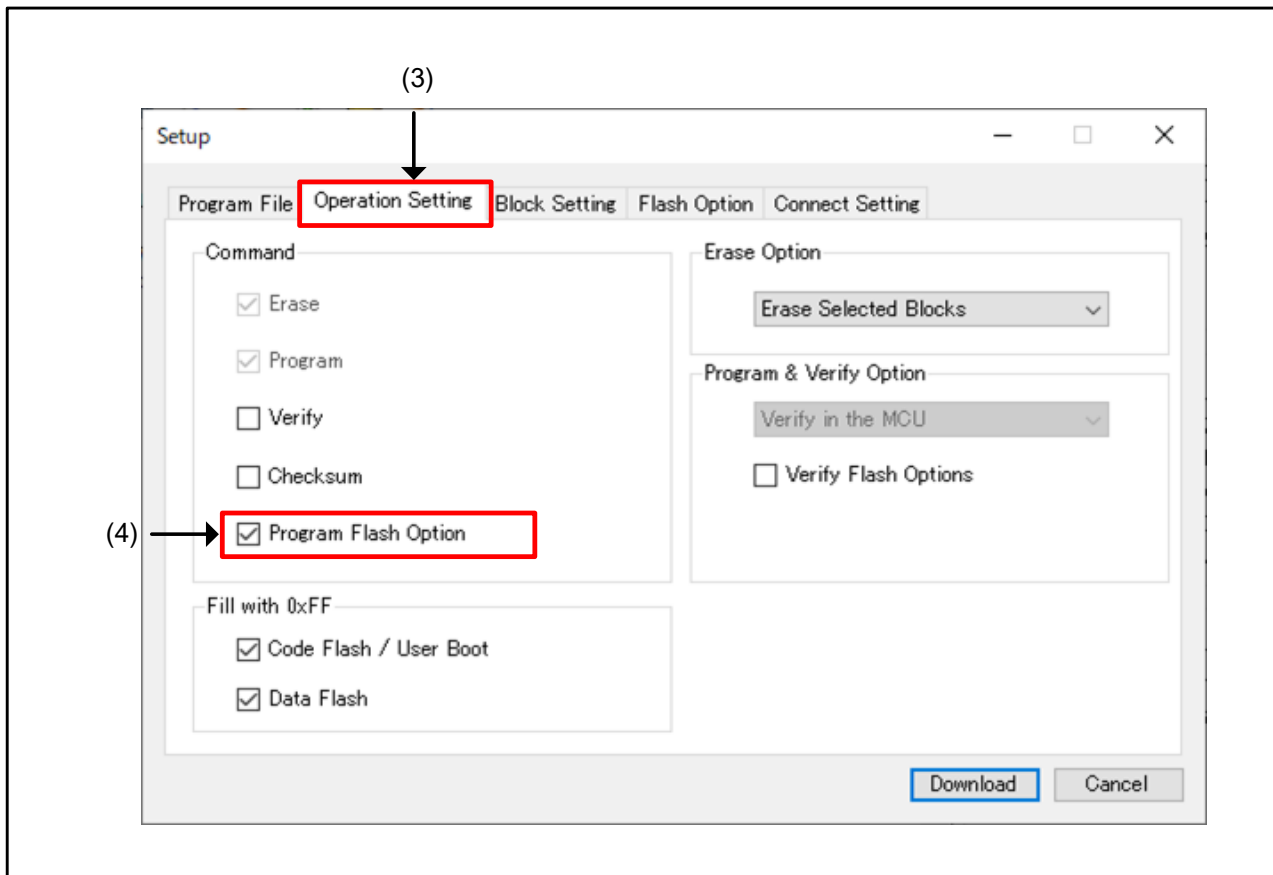 (3)
Setup
Program File Operation Setting Block Setting Flash Option Connect Setting
Command
Erase
Program
Verify
Checksum
(4) Program Flash Option
Fill with 0xFF
Code Flash / User Boot
Data Flash
Erase Option
Erase Selected Blocks
Program & Verify Option
Verify in the MCU
Verify Flash Options
Download Cancel